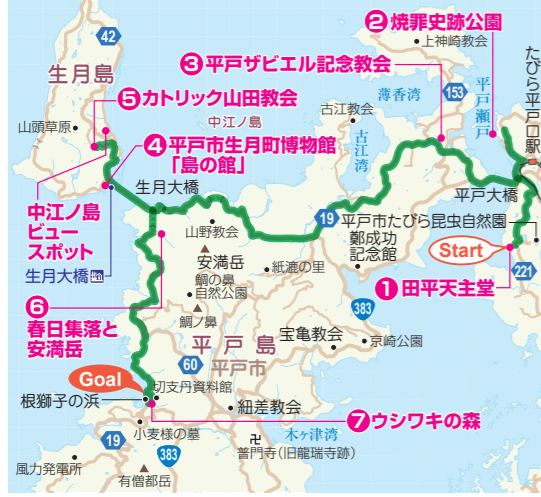 ❷焼罪史跡公園
上神崎教会
42
生月島
❸平戸ザビエル記念教会
153
平戸瀬戸
たびら平戸口駅
薄香湾
❺カトリック山田教会
中江ノ島
古江教会
古江湾
山頭草原
❹平戸市生月町博物館
「島の館」
生月大橋
平戸大橋
中江ノ島
ビュー
スポット
19
平戸市たびら昆虫自然園
山野教会
鄭成功
記念館
Start
安満岳
紙漉の里
221
生月大橋
鯛の鼻
自然公園
❶田平天主堂
❻
春日集落と
安満岳
鯛ノ鼻
383
平戸島
宝亀教会
京崎公園
60
平戸市
Goal
切支丹資料館
根獅子の浜
紐差教会
❼ウシワキの森
小麦様の墓
19
383
木ヶ津湾
卍
普門寺(旧龍瑞寺跡)
風力発電所
有僧都岳